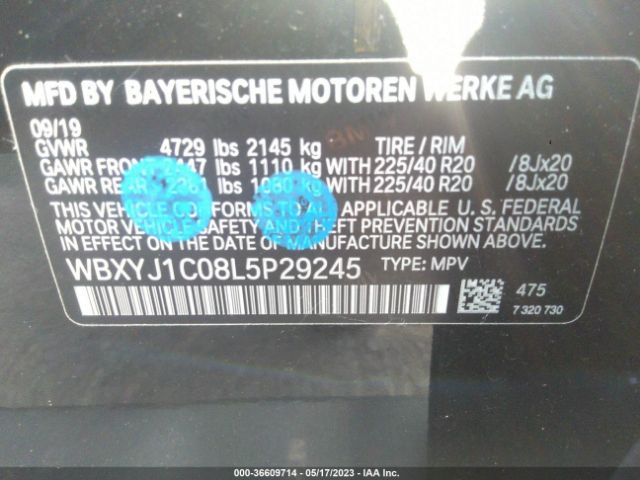 MFD BY BAYERISCHE MOTOREN WERKE AG
09/19
GVWR 4729 lbs 2145 kg TIRE / RIM
GAWR FRONT lbs 1110 kg WITH 225/40 R20 /8Jx20
GAWR REAR lbs 1080 kg WITH 225/40 R20 /8Jx20
THIS VEHICLE CONFORMS TO ALL APPLICABLE U. S. FEDERAL
MOTOR VEHICLE SAFETY AND THEFT PREVENTION STANDARDS
IN EFFECT ON THE DATE OF MANUFACTURE SHOWN ABOVE.
WBXYJ1C08L5P29245 TYPE: MPV
475
7 320 730
000-36609714 - 05/17/2023 - IAA Inc.